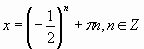 x = (-1/2)^n + πn, n ∈ Z